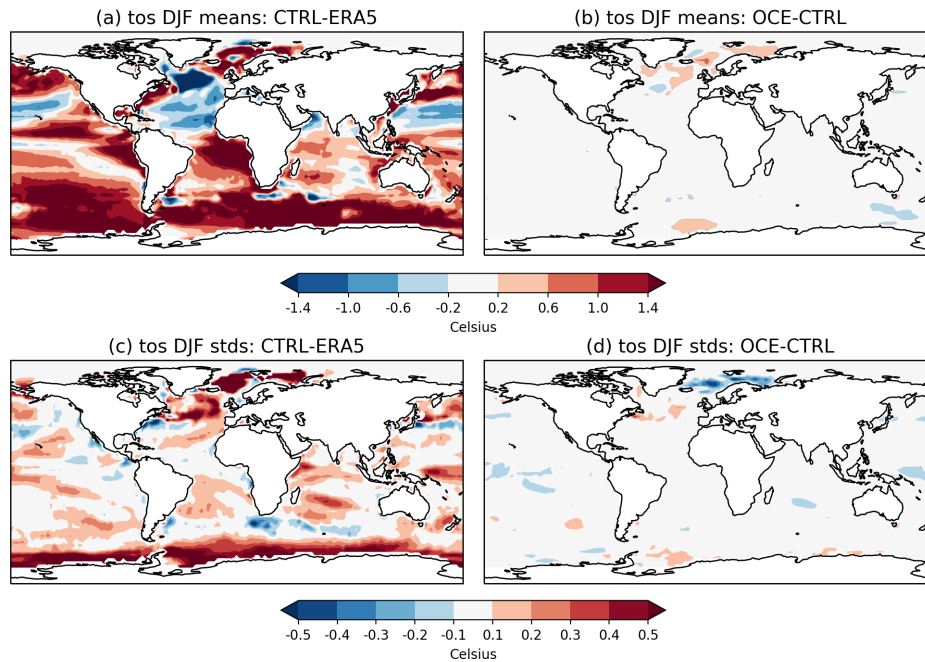 (a) tos DJF means: CTRL-ERA5
(b) tos DJF means: OCE-CTRL
-1.4 -1.0 -0.6 -0.2 0.2 0.6 1.0 1.4
Celsius
(c) tos DJF stds: CTRL-ERA5
(d) tos DJF stds: OCE-CTRL
-0.5 -0.4 -0.3 -0.2 -0.1 0.1 0.2 0.3 0.4 0.5
Celsius